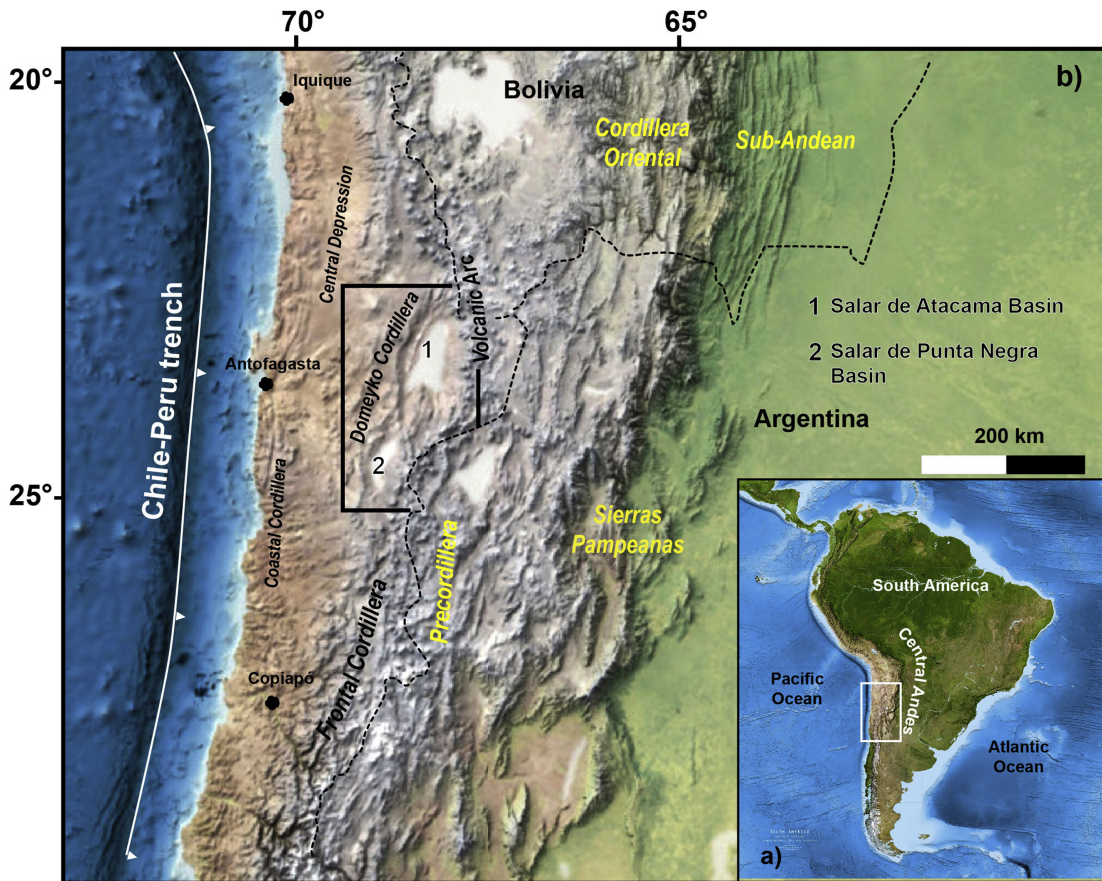 70°
65°
20°
25°
b)
Iquique
Bolivia
Cordillera
Oriental
Sub-Andean
Central Depression
Chile-Peru trench
Volcanic Arc
Domeyko Cordillera
1
2
Antofagasta
1 Salar de Atacama Basin
2 Salar de Punta Negra
Basin
Argentina
200 km
Coastal Cordillera
Sierras
Pampeanas
Precordillera
Frontal Cordillera
Copiapó
South America
Central Andes
Pacific
Ocean
Atlantic
Ocean
a)